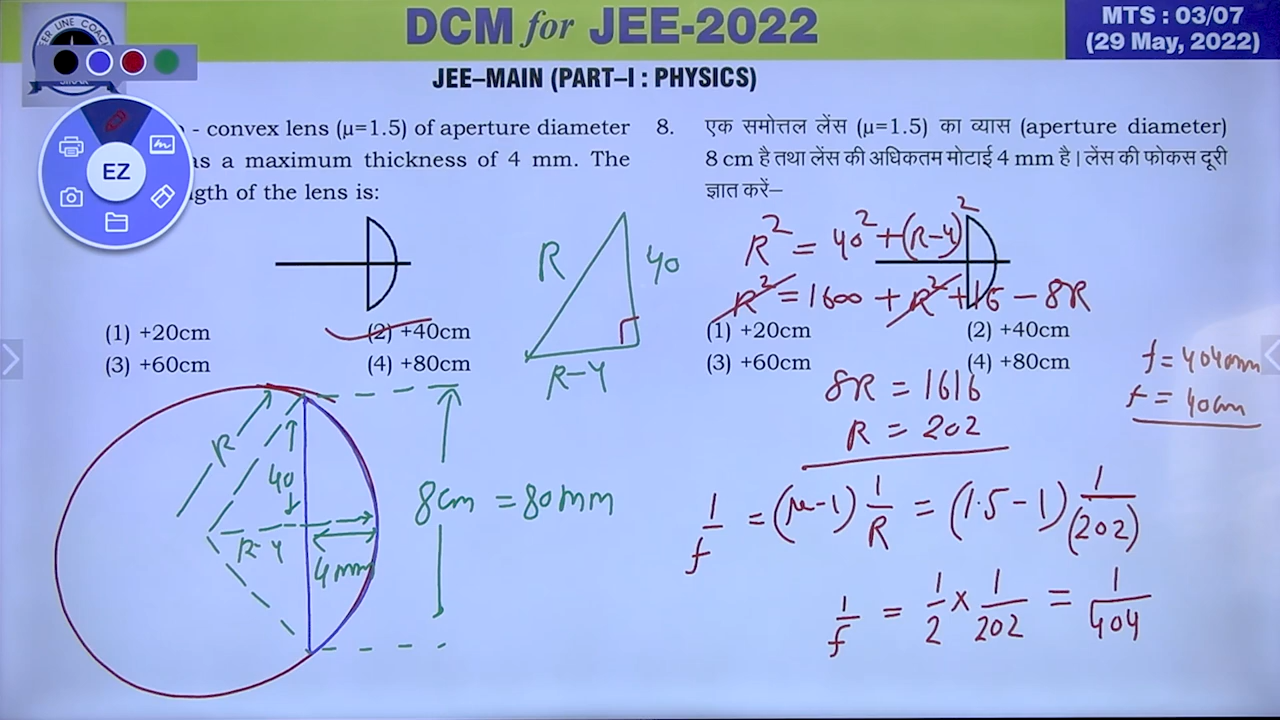 DCM for JEE-2022
MTS : 03/07
(29 May, 2022)
JEE–MAIN (PART–I : PHYSICS)
EZ
- convex lens (μ=1.5) of aperture diameter
as a maximum thickness of 4 mm. The
gth of the lens is:
(1) +20cm
(2) +40cm
(3) +60cm
(4) +80cm
8. एक समोत्तल लेंस (μ=1.5) का व्यास (aperture diameter)
8 cm है तथा लेंस की अधिकतम मोटाई 4 mm है। लेंस की फोकस दूरी
ज्ञात करें–
(1) +20cm
(2) +40cm
(3) +60cm
(4) +80cm
R
40
R-4
R
40
R-4
4mm
8cm = 80mm
R² = 40² + (R-4)²
R² = 1600 + R² + 16 - 8R
8R = 1616
R = 202
1/f = (μ-1) 1/R = (1.5-1) 1/(202)
1/f = 1/2 × 1/202 = 1/404
f = 404mm
f = 40cm